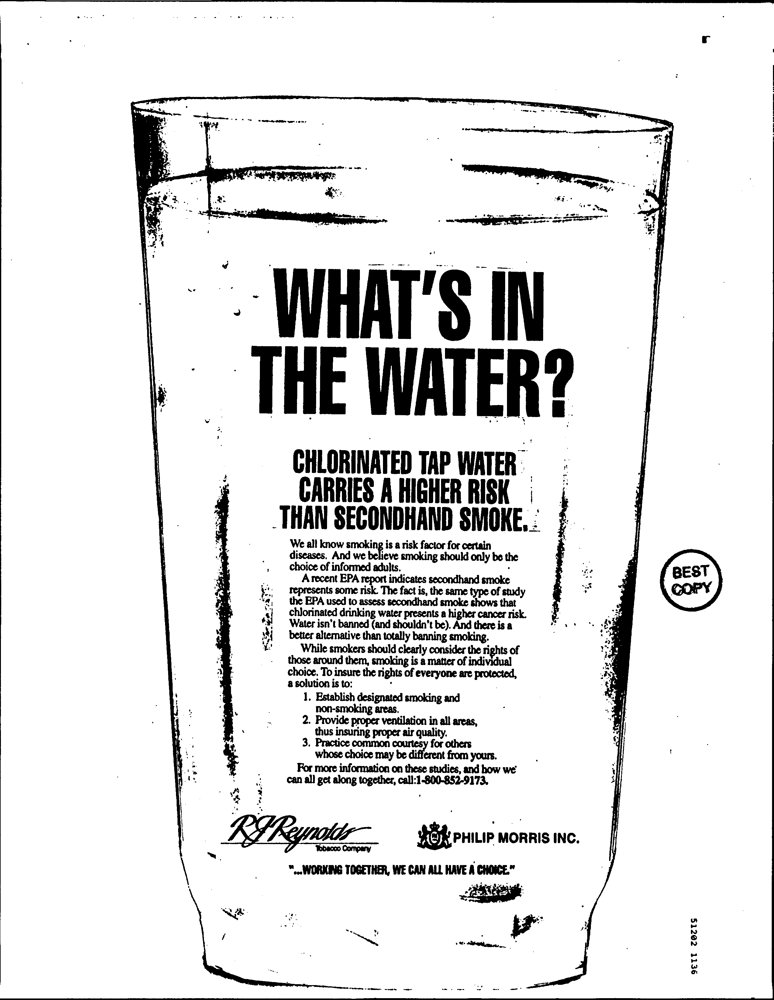 WHAT'S IN
THE WATER?
CHLORINATED TAP WATER
CARRIES A HIGHER RISK
THAN SECONDHAND SMOKE.
We all know smoking is a risk factor for certain
diseases. And we believe smoking should only be the
choice of informed adults.
A recent EPA report indicates secondhand smoke
represents some risk. The fact is, the same type of study
the EPA used to assess secondhand smoke shows that
chlorinated drinking water presents a higher cancer risk.
Water isn't banned (and shouldn't be). And there is a
better alternative than totally banning smoking.
While smokers should clearly consider the rights of
those around them, smoking is a matter of individual
choice. To insure the rights of everyone are protected,
a solution is to:
1. Establish designated smoking and
non-smoking areas.
2. Provide proper ventilation in all areas,
thus insuring proper air quality.
3. Practice common courtesy for others
whose choice may be different from yours.
For more information on these studies, and how we
can all get along together, call:1-800-852-9173.
RJReynolds
Tobacco Company
PHILIP MORRIS INC.
"...WORKING TOGETHER, WE CAN ALL HAVE A CHOICE."
BEST
COPY
51202 1136